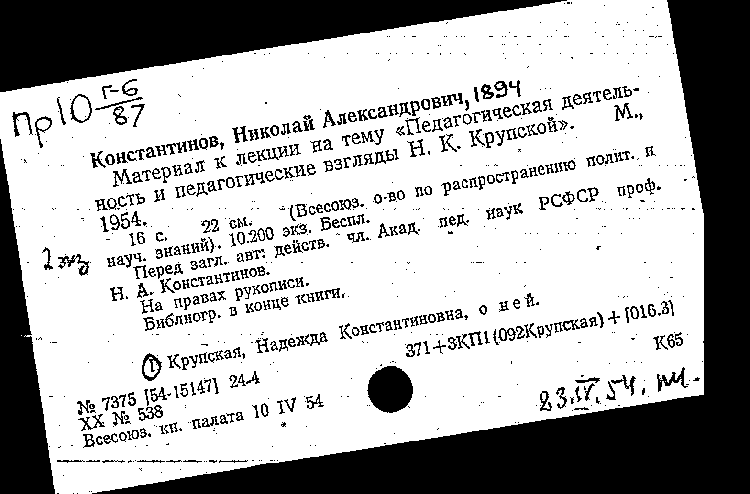 Пр10 Г-6/87
Константинов, Николай Александрович, 1894
Материал к лекции на тему «Педагогическая деятель-
ность и педагогические взгляды Н. К. Крупской». М.,
1954.
16 с. 22 см. (Всесоюз. о-во по распространению полит. и
науч. знаний). 10.200 экз. Беспл.
2 экз
Перед загл. авт: действ. чл. Акад. пед. наук РСФСР проф.
Н. А. Константинов.
На правах рукописи.
Библиогр. в конце книги.
1 Крупская, Надежда Константиновна, о ней.
371+3КП1(092Крупская)+[016.3]
№ 7375 [54-15147] 24-4
К65
XX № 538
Всесоюз. кн. палата 10 IV 54
23.IV.54.